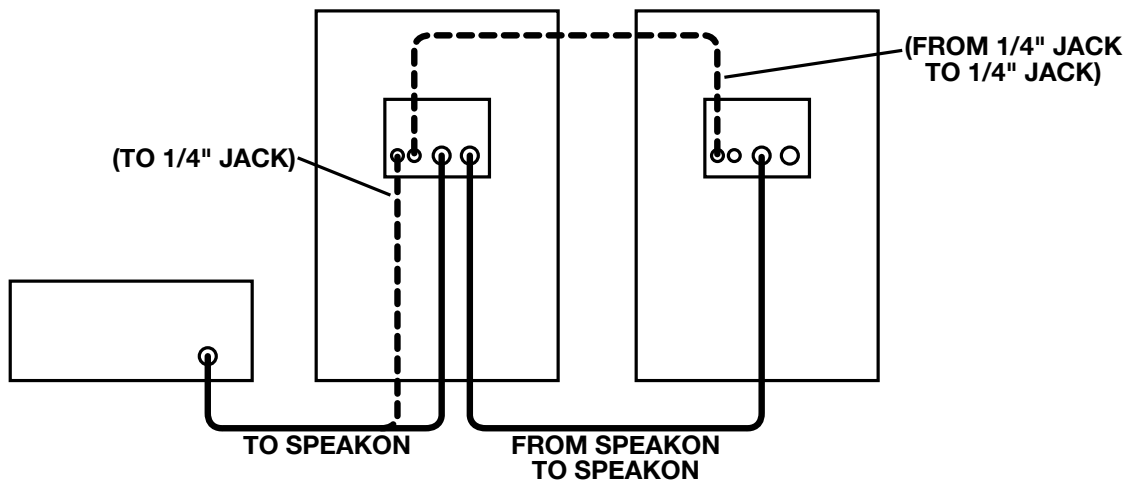 (FROM 1/4" JACK
TO 1/4" JACK)
(TO 1/4" JACK)
TO SPEAKON
FROM SPEAKON
TO SPEAKON